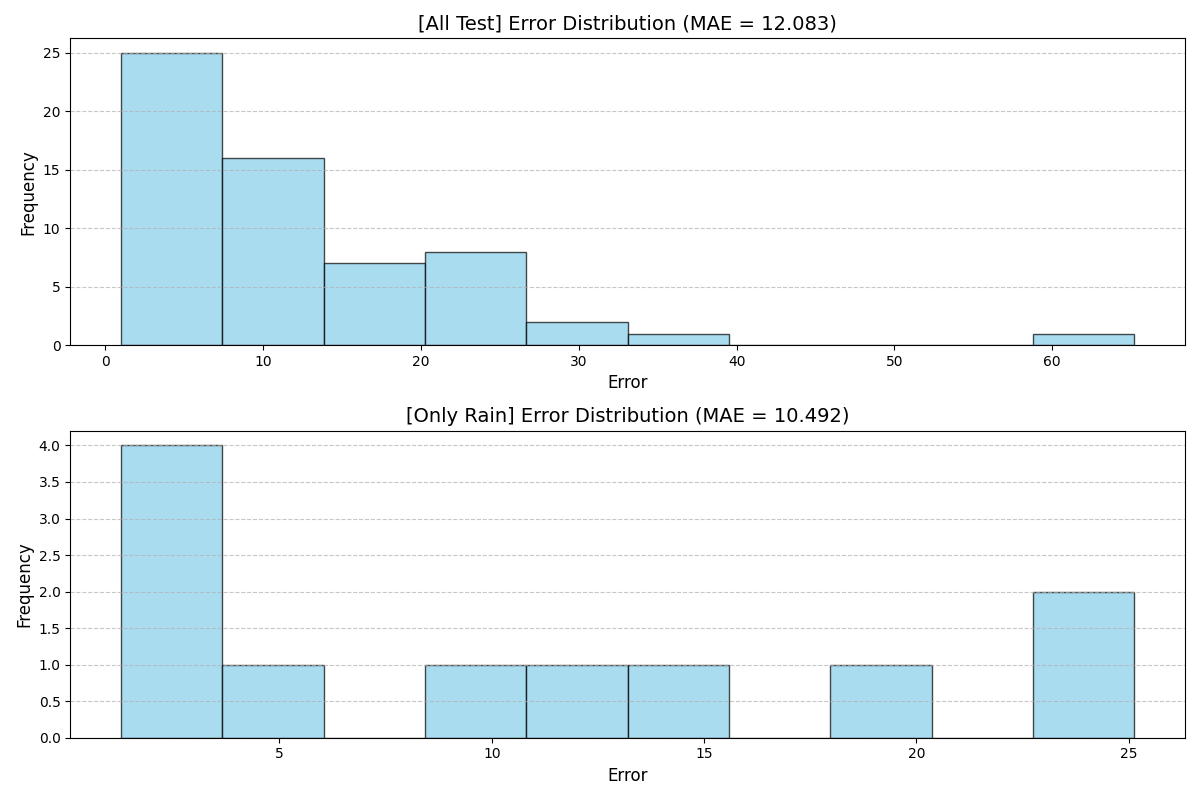 [All Test] Error Distribution (MAE = 12.083)
25
20
15
10
5
0
Frequency
0 10 20 30 40 50 60
Error
[Only Rain] Error Distribution (MAE = 10.492)
4.0
3.5
3.0
2.5
2.0
1.5
1.0
0.5
0.0
Frequency
5 10 15 20 25
Error